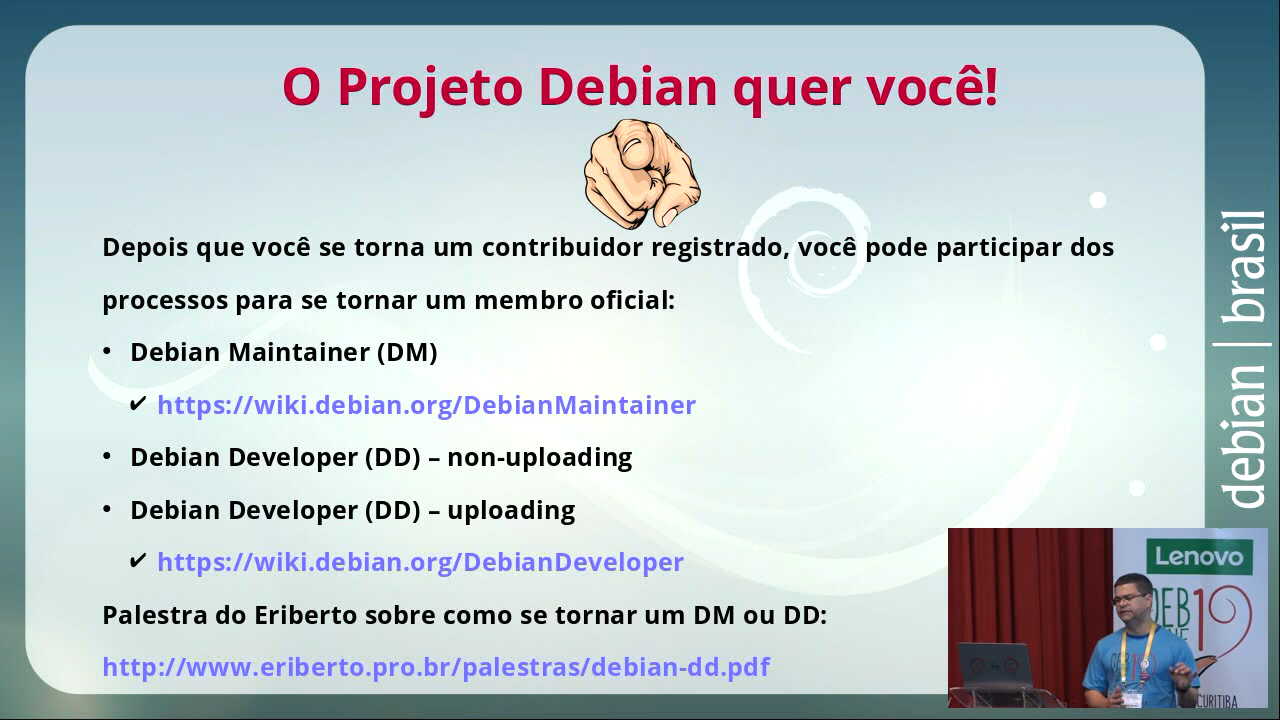 O Projeto Debian quer você!
Depois que você se torna um contribuidor registrado, você pode participar dos
processos para se tornar um membro oficial:
• Debian Maintainer (DM)
✔ https://wiki.debian.org/DebianMaintainer
• Debian Developer (DD) – non-uploading
• Debian Developer (DD) – uploading
✔ https://wiki.debian.org/DebianDeveloper
Palestra do Eriberto sobre como se tornar um DM ou DD:
http://www.eriberto.pro.br/palestras/debian-dd.pdf
debian | brasil
Lenovo
DEB
19
CURITIBA